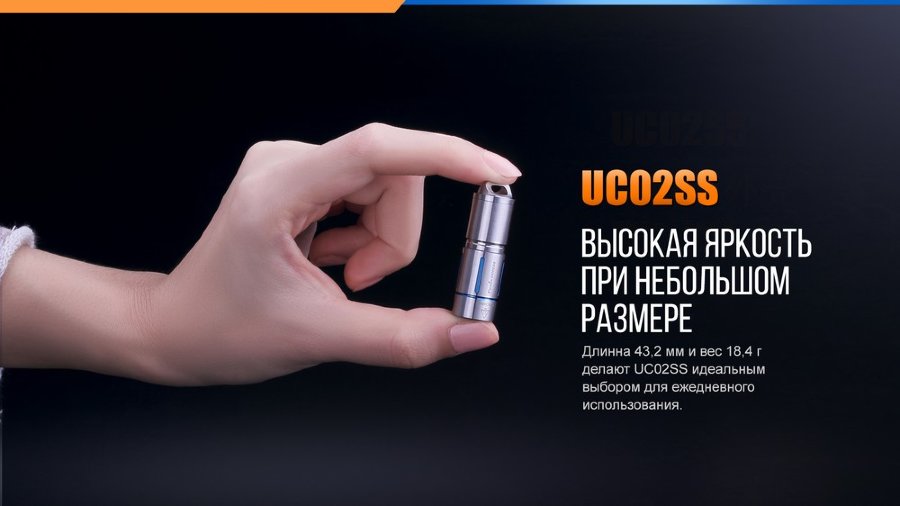 UC02SS
ВЫСОКАЯ ЯРКОСТЬ
ПРИ НЕБОЛЬШОМ
РАЗМЕРЕ
Длинна 43,2 мм и вес 18,4 г
делают UC02SS идеальным
выбором для ежедневного
использования.